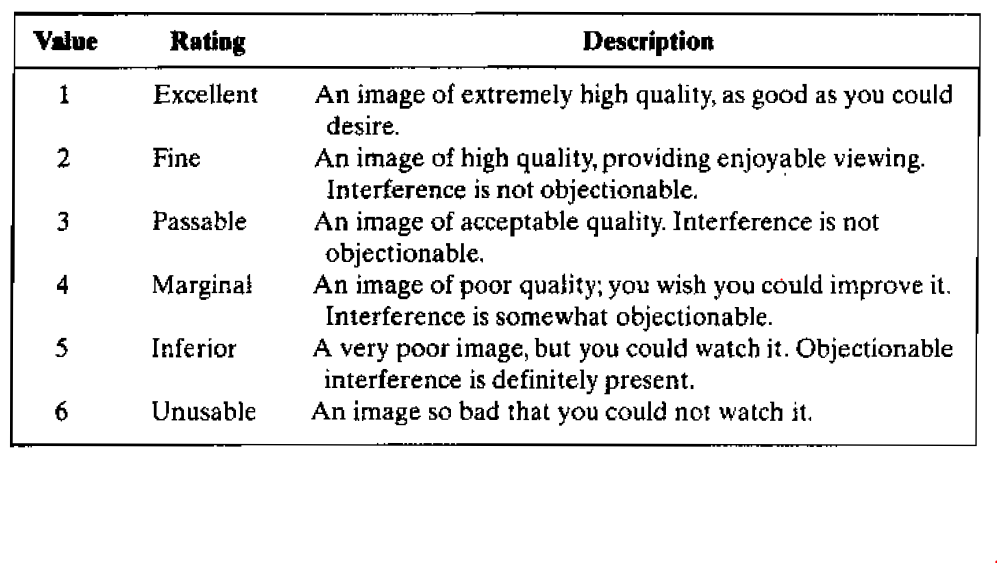 Value Rating Description
1 Excellent An image of extremely high quality, as good as you could
desire.
2 Fine An image of high quality, providing enjoyable viewing.
Interference is not objectionable.
3 Passable An image of acceptable quality. Interference is not
objectionable.
4 Marginal An image of poor quality; you wish you could improve it.
Interference is somewhat objectionable.
5 Inferior A very poor image, but you could watch it. Objectionable
interference is definitely present.
6 Unusable An image so bad that you could not watch it.